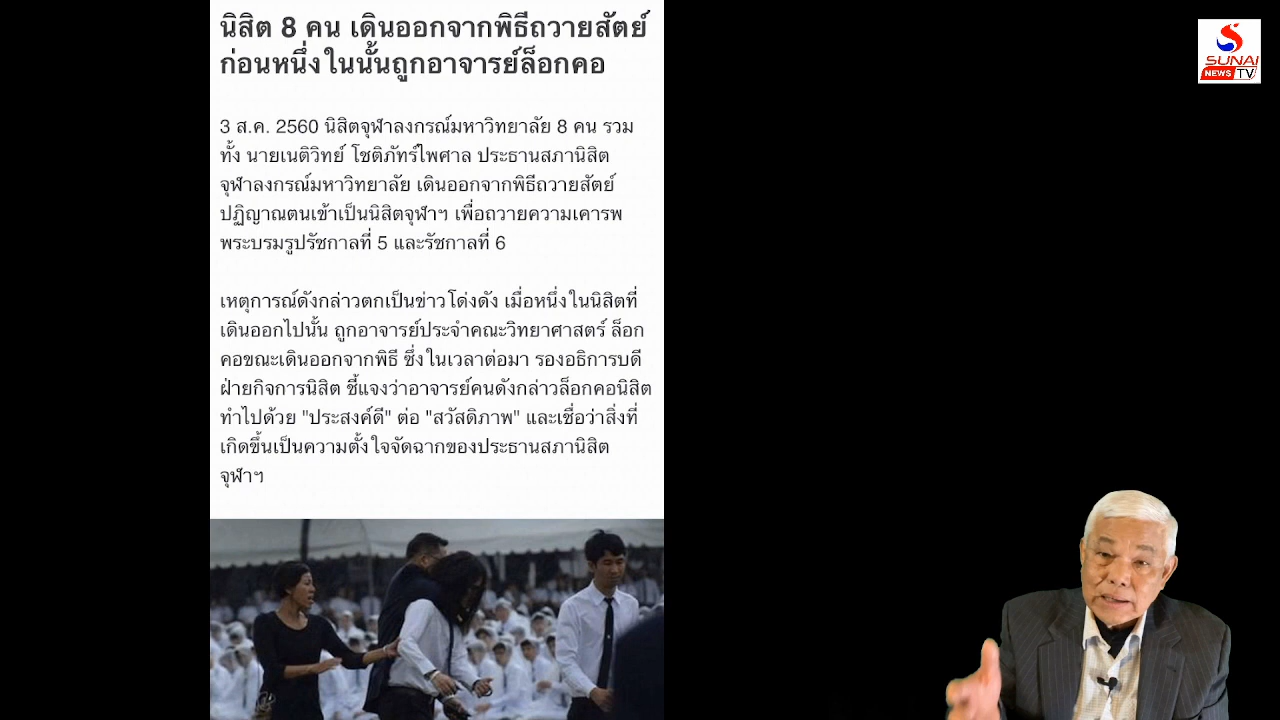 นิสิต 8 คน เดินออกจากพิธีถวายสัตย์
ก่อนหนึ่งในนั้นถูกอาจารย์ล็อกคอ
3 ส.ค. 2560 นิสิตจุฬาลงกรณ์มหาวิทยาลัย 8 คน รวม
ทั้ง นายเนติวิทย์ โชติภัทร์ไพศาล ประธานสภานิสิต
จุฬาลงกรณ์มหาวิทยาลัย เดินออกจากพิธีถวายสัตย์
ปฏิญาณตนเข้าเป็นนิสิตจุฬาฯ เพื่อถวายความเคารพ
พระบรมรูปรัชกาลที่ 5 และรัชกาลที่ 6
เหตุการณ์ดังกล่าวตกเป็นข่าวโด่งดัง เมื่อหนึ่งในนิสิตที่
เดินออกไปนั้น ถูกอาจารย์ประจำคณะวิทยาศาสตร์ ล็อก
คอขณะเดินออกจากพิธี ซึ่งในเวลาต่อมา รองอธิการบดี
ฝ่ายกิจการนิสิต ชี้แจงว่าอาจารย์คนดังกล่าวล็อกคอนิสิต
ทำไปด้วย "ประสงค์ดี" ต่อ "สวัสดิภาพ" และเชื่อว่าสิ่งที่
เกิดขึ้นเป็นความตั้งใจจัดฉากของประธานสภานิสิต
จุฬาฯ
SUNAI
NEWS TV